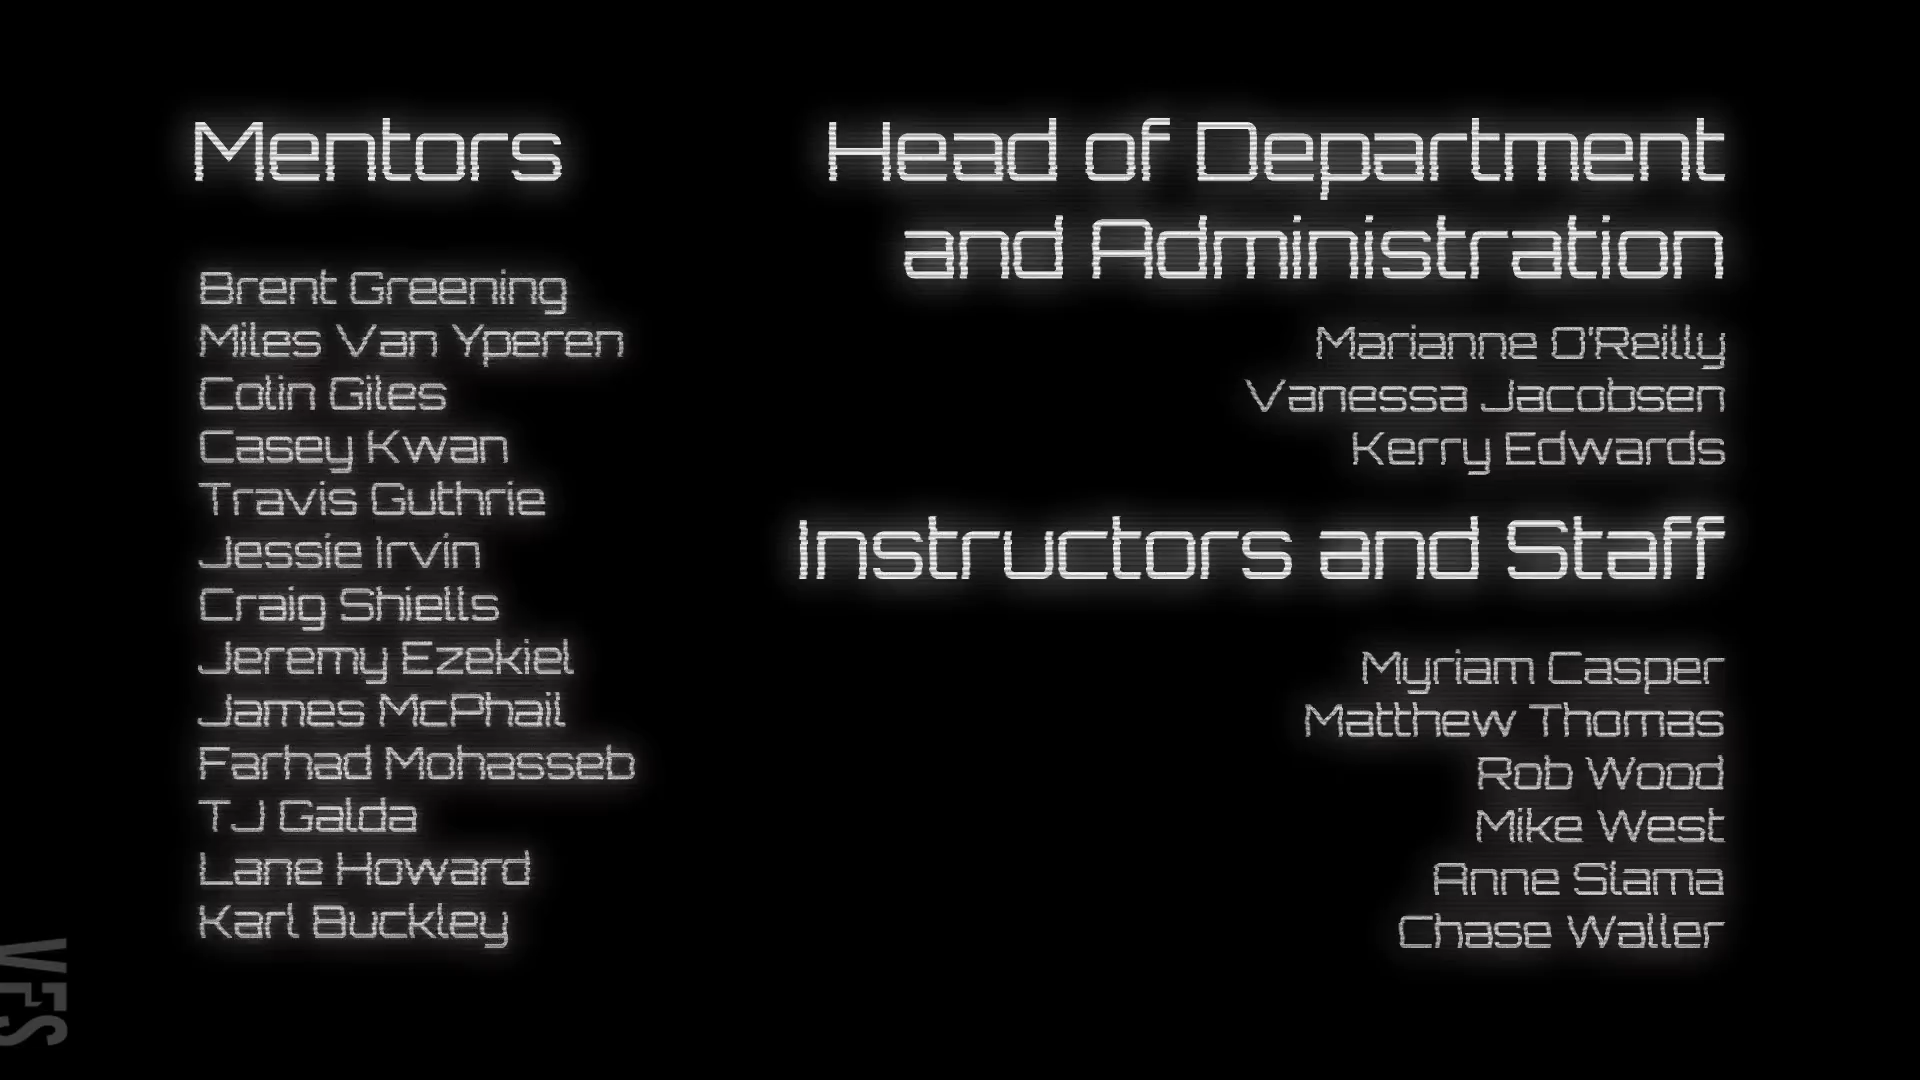 Mentors
Brent Greening
Miles Van Yperen
Colin Giles
Casey Kwan
Travis Guthrie
Jessie Irvin
Craig Shiells
Jeremy Ezekiel
James McPhail
Farhad Mohasseb
TJ Galda
Lane Howard
Karl Buckley
Head of Department
and Administration
Marianne O'Reilly
Vanessa Jacobsen
Kerry Edwards
Instructors and Staff
Myriam Casper
Matthew Thomas
Rob Wood
Mike West
Anne Slama
Chase Waller
VFS